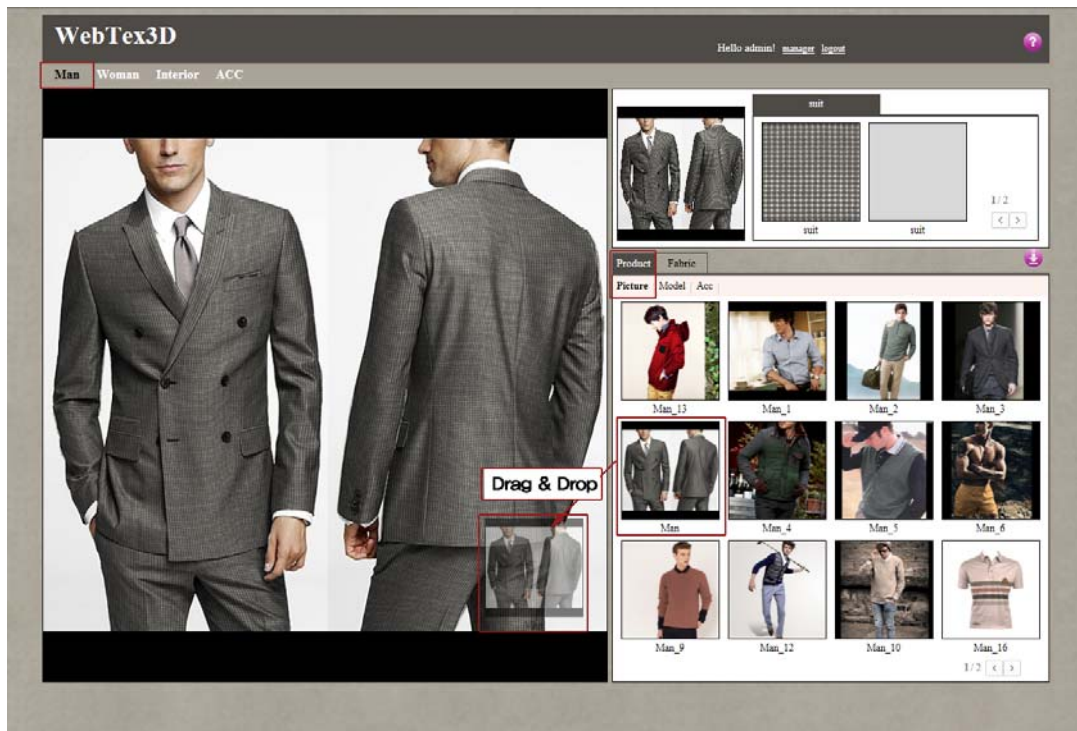 WebTex3D
Hello admin! manager logout
?
Man Woman Interior ACC
suit
1/2
< >
suit suit
Product Fabric
Picture Model Acc
Man_13 Man_1 Man_2 Man_3
Drag & Drop
Man Man_4 Man_5 Man_6
Man_9 Man_12 Man_10 Man_16
1/2 < >